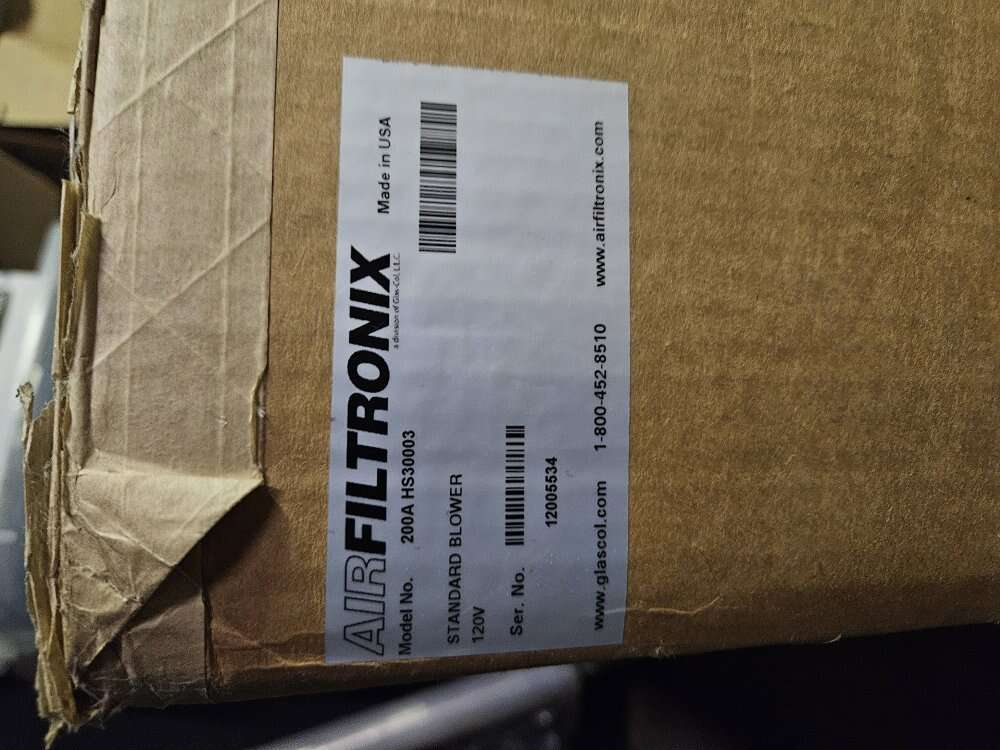 AIRFILTRONIX
a division of Glas-Col, LLC.
Made in USA
Model No. 200A HS30003
STANDARD BLOWER
120V
Ser. No.
12005534
www.glascol.com 1-800-452-8510 www.airfiltronix.com